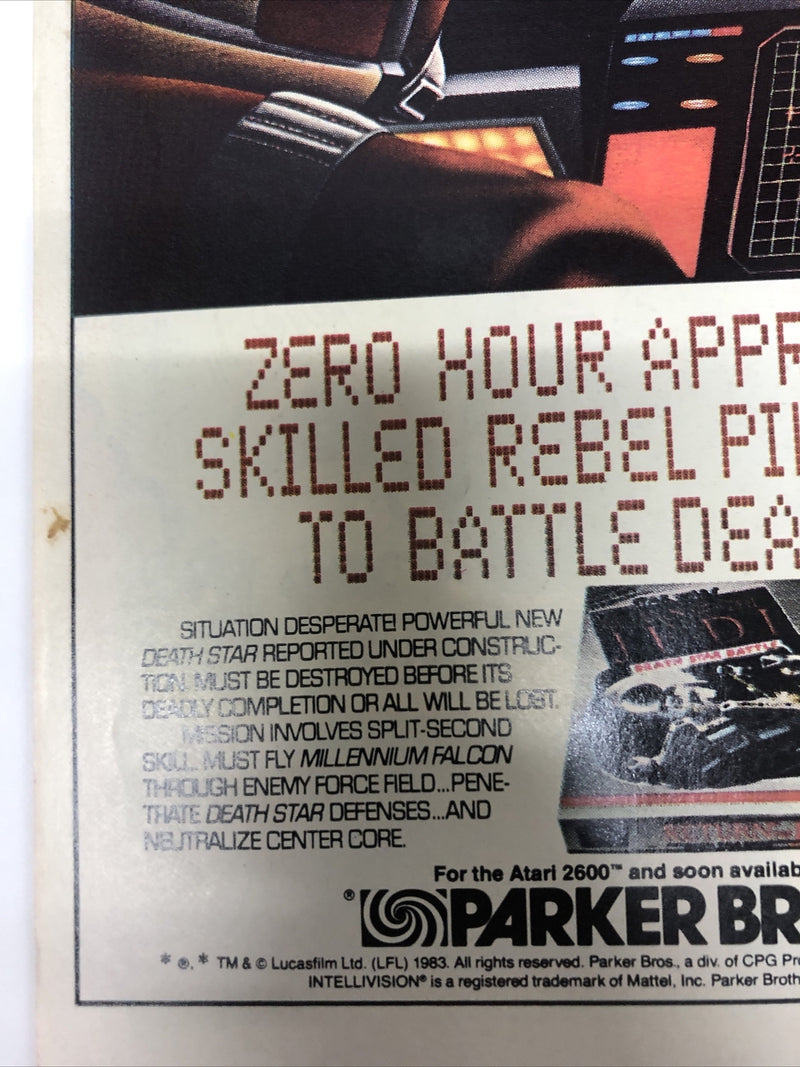 ZERO HOUR APPR
SKILLED REBEL PI
TO BATTLE DEA
SITUATION DESPERATE! POWERFUL NEW
DEATH STAR REPORTED UNDER CONSTRUC-
TION. MUST BE DESTROYED BEFORE ITS
DEADLY COMPLETION OR ALL WILL BE LOST.
MISSION INVOLVES SPLIT-SECOND
SKILL. MUST FLY MILLENNIUM FALCON
THROUGH ENEMY FORCE FIELD...PENE-
TRATE DEATH STAR DEFENSES...AND
NEUTRALIZE CENTER CORE.
JEDI
DEATH STAR BATTLE
For the Atari 2600™ and soon availab
® PARKER BR
* ®, * TM & © Lucasfilm Ltd. (LFL) 1983. All rights reserved. Parker Bros., a div. of CPG Pr
INTELLIVISION® is a registered trademark of Mattel, Inc. Parker Broth